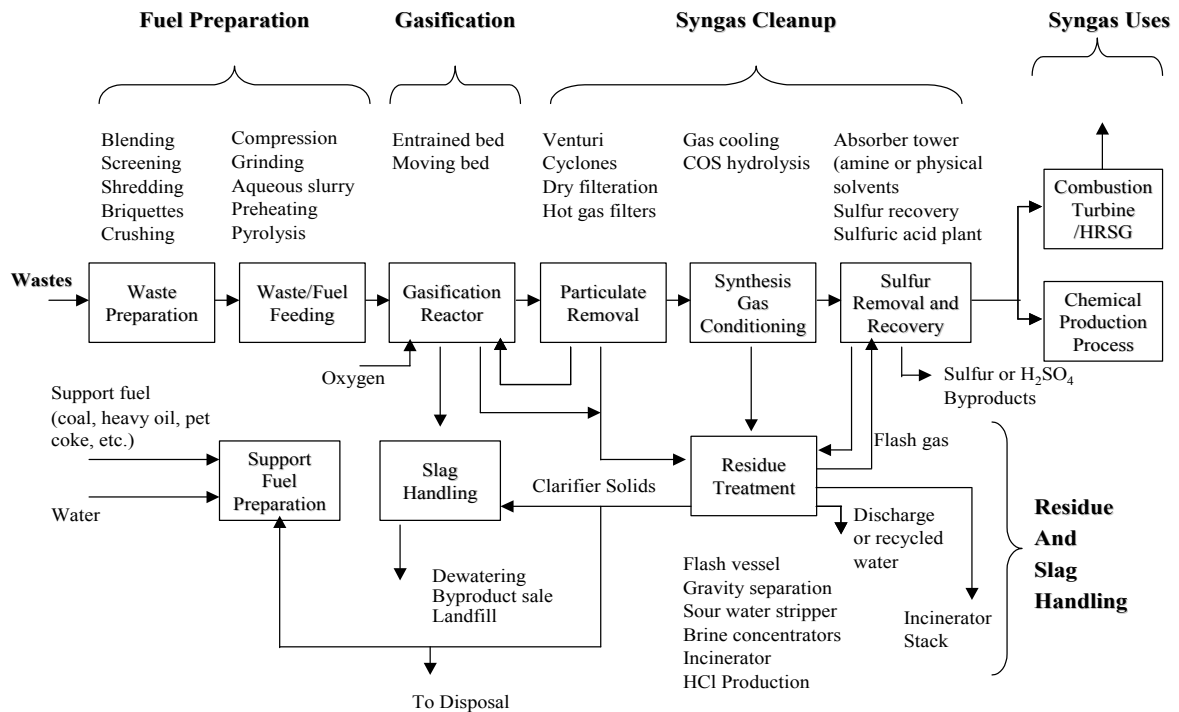 Fuel Preparation
Gasification
Syngas Cleanup
Syngas Uses
Blending
Screening
Shredding
Briquettes
Crushing
Compression
Grinding
Aqueous slurry
Preheating
Pyrolysis
Entrained bed
Moving bed
Venturi
Cyclones
Dry filteration
Hot gas filters
Gas cooling
COS hydrolysis
Absorber tower
(amine or physical
solvents
Sulfur recovery
Sulfuric acid plant
Combustion
Turbine
/HRSG
Wastes
Waste
Preparation
Waste/Fuel
Feeding
Gasification
Reactor
Particulate
Removal
Synthesis
Gas
Conditioning
Sulfur
Removal and
Recovery
Chemical
Production
Process
Oxygen
Sulfur or H₂SO₄
Byproducts
Support fuel
(coal, heavy oil, pet
coke, etc.)
Flash gas
Support
Fuel
Preparation
Slag
Handling
Clarifier Solids
Residue
Treatment
Water
Discharge
or recycled
water
Residue
And
Slag
Handling
Dewatering
Byproduct sale
Landfill
Flash vessel
Gravity separation
Sour water stripper
Brine concentrators
Incinerator
HCl Production
Incinerator
Stack
To Disposal